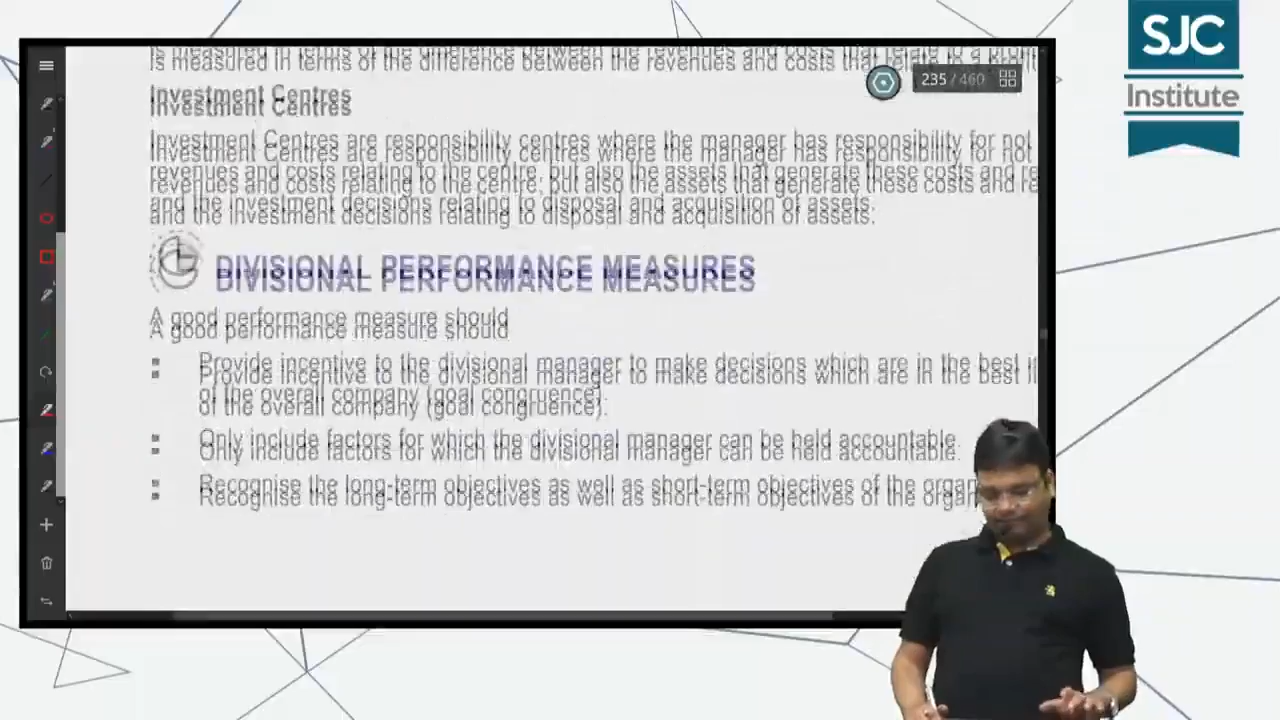 is measured in terms of the difference between the revenues and costs that relate to a
235 / 460
Investment Centres
Investment Centres are responsibility centres where the manager has responsibility for not
revenues and costs relating to the centre, but also the assets that generate these costs and re
and the investment decisions relating to disposal and acquisition of assets.
DIVISIONAL PERFORMANCE MEASURES
A good performance measure should
▪ Provide incentive to the divisional manager to make decisions which are in the best
of the overall company (goal congruence).
▪ Only include factors for which the divisional manager can be held accountable.
▪ Recognise the long-term objectives as well as short-term objectives of the
SJC
Institute